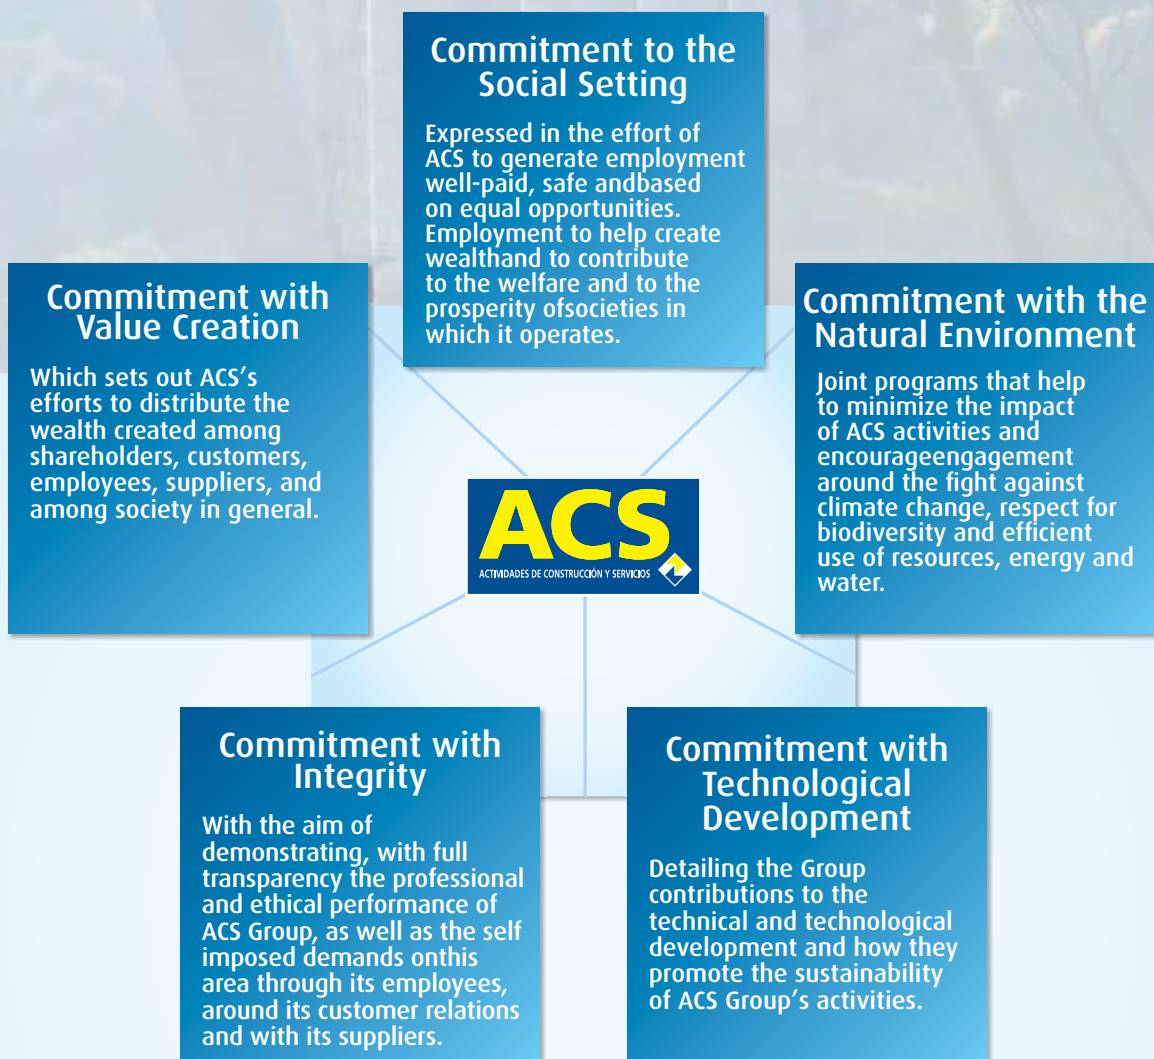 Commitment to the
Social Setting
Expressed in the effort of
ACS to generate employment
well-paid, safe andbased
on equal opportunities.
Employment to help create
wealthand to contribute
to the welfare and to the
prosperity ofsocieties in
which it operates.
Commitment with
Value Creation
Which sets out ACS's
efforts to distribute the
wealth created among
shareholders, customers,
employees, suppliers, and
among society in general.
Commitment with the
Natural Environment
Joint programs that help
to minimize the impact
of ACS activities and
encourageengagement
around the fight against
climate change, respect for
biodiversity and efficient
use of resources, energy and
water.
ACS
ACTIVIDADES DE CONSTRUCCIÓN Y SERVICIOS
Commitment with
Integrity
With the aim of
demonstrating, with full
transparency the professional
and ethical performance of
ACS Group, as well as the self
imposed demands onthis
area through its employees,
around its customer relations
and with its suppliers.
Commitment with
Technological
Development
Detailing the Group
contributions to the
technical and technological
development and how they
promote the sustainability
of ACS Group's activities.